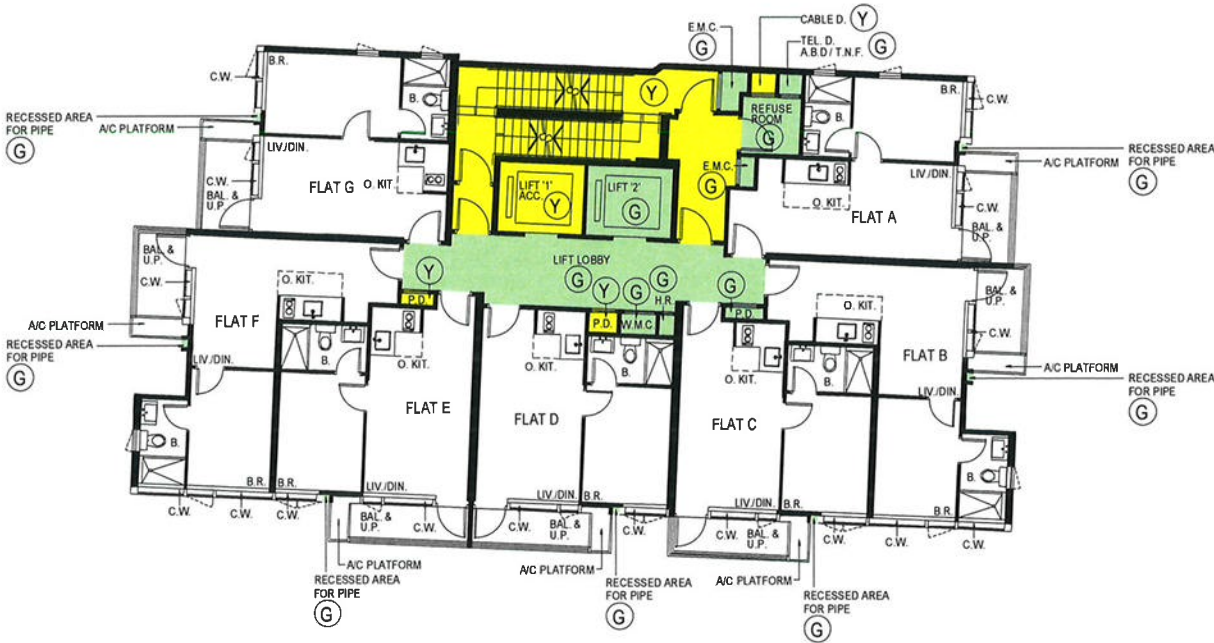 CABLE D. Y
E.M.C.
G
TEL. D.
A.B.D / T.N.F. G
B.R.
C.W.
B.
RECESSED AREA
FOR PIPE
G
A/C PLATFORM
LIV./DIN.
FLAT G
O. KIT.
C.W.
BAL. &
U.P.
Y
REFUSE
ROOM
G
E.M.C.
G
LIFT '1'
ACC.
Y
LIFT '2'
G
B.
B.R.
C.W.
RECESSED AREA
FOR PIPE
G
A/C PLATFORM
LIV./DIN.
O. KIT.
FLAT A
C.W.
BAL. &
U.P.
LIFT LOBBY
G
G
Y
P.D.
Y
P.D.
G
W.M.C.
H.R.
G
P.D.
BAL. &
U.P.
C.W.
O. KIT.
FLAT F
A/C PLATFORM
RECESSED AREA
FOR PIPE
G
LIV./DIN.
B.
B.R.
C.W.
C.W.
B.
O. KIT.
FLAT E
B.R.
LIV./DIN.
C.W.
BAL. &
U.P.
C.W.
A/C PLATFORM
RECESSED AREA
FOR PIPE
G
O. KIT.
B.
FLAT D
LIV./DIN.
B.R.
C.W.
BAL. &
U.P.
C.W.
A/C PLATFORM
RECESSED AREA
FOR PIPE
G
O. KIT.
B.
FLAT C
LIV./DIN.
B.R.
C.W.
BAL. &
U.P.
C.W.
A/C PLATFORM
RECESSED AREA
FOR PIPE
G
BAL. &
U.P.
C.W.
O. KIT.
FLAT B
A/C PLATFORM
RECESSED AREA
FOR PIPE
G
LIV./DIN.
B.
B.R.
C.W.
C.W.